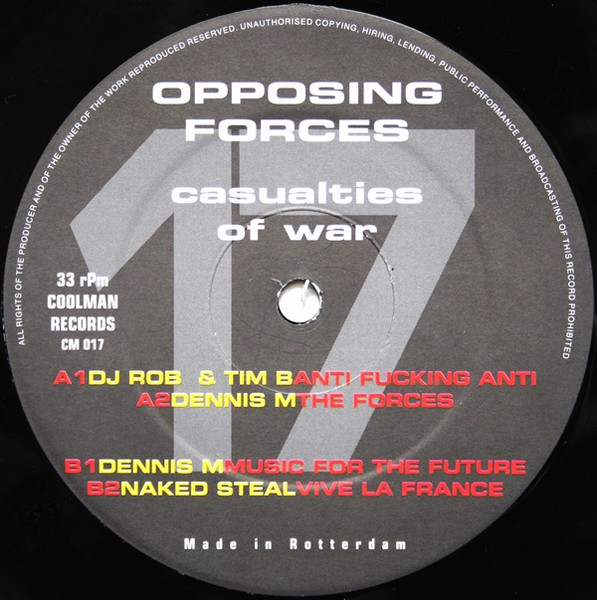 ALL RIGHTS OF THE PRODUCER AND OF THE OWNER OF THE WORK REPRODUCED RESERVED. UNAUTHORISED COPYING, HIRING, LENDING, PUBLIC PERFORMANCE AND BROADCASTING OF THIS RECORD PROHIBITED
OPPOSING
FORCES
casualties
of war
17
33 rPm
COOLMAN
RECORDS
CM 017
A1DJ ROB & TIM BANTI FUCKING ANTI
A2DENNIS MTHE FORCES
B1DENNIS MMUSIC FOR THE FUTURE
B2NAKED STEALVIVE LA FRANCE
Made in Rotterdam